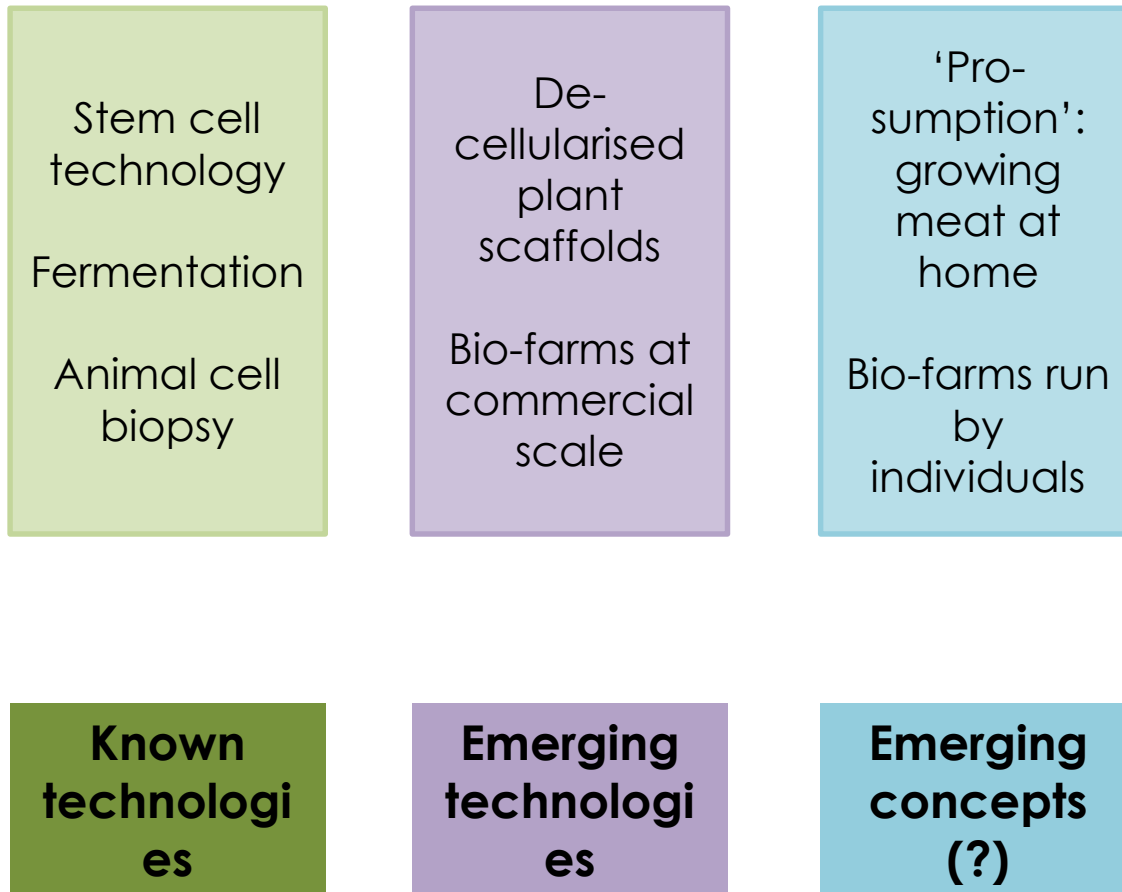 Stem cell
technology
Fermentation
Animal cell
biopsy
De-
cellularised
plant
scaffolds
Bio-farms at
commercial
scale
‘Pro-
sumption’:
growing
meat at
home
Bio-farms run
by
individuals
Known
technologi
es
Emerging
technologi
es
Emerging
concepts
(?)